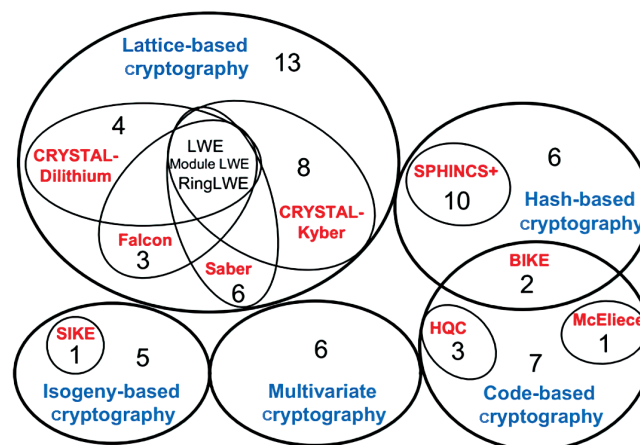 Lattice-based
cryptography
13
4
CRYSTAL-
Dilithium
LWE
Module LWE
RingLWE
8
CRYSTAL-
Kyber
Falcon
3
Saber
6
6
SPHINCS+
10
Hash-based
cryptography
BIKE
2
HQC
3
McEliece
1
7
Code-based
cryptography
SIKE
1
5
Isogeny-based
cryptography
6
Multivariate
cryptography